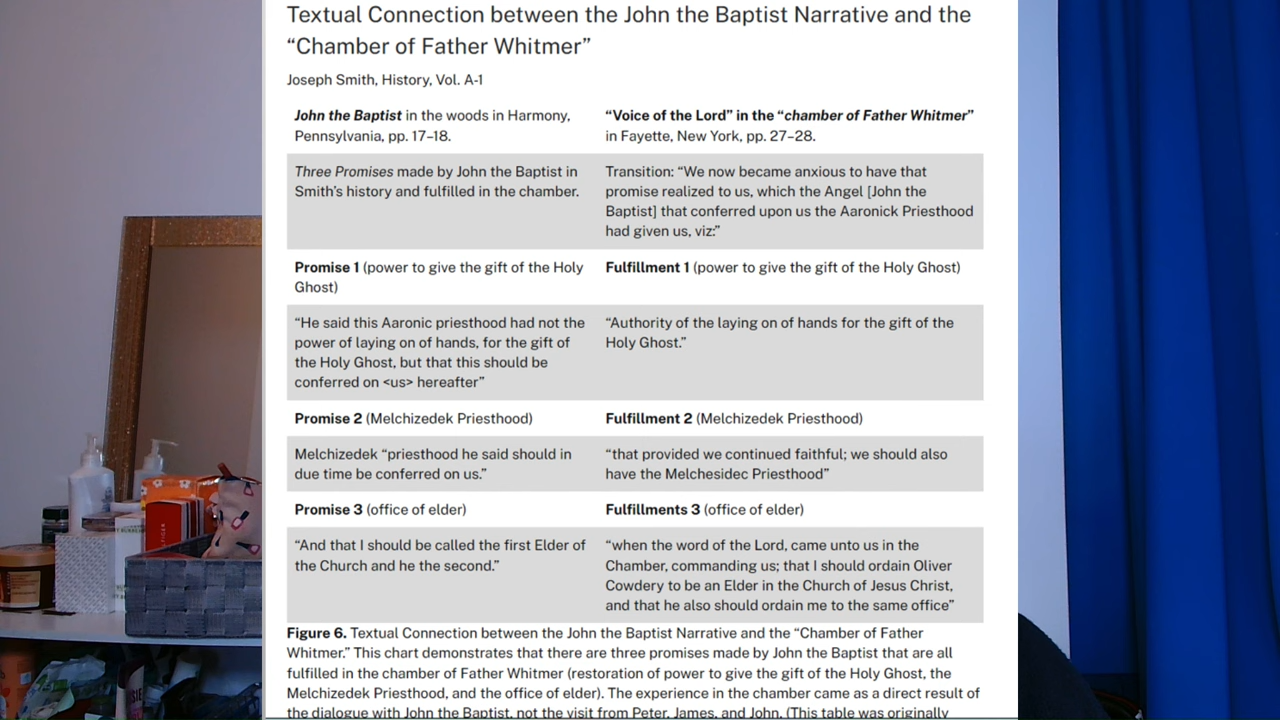 Textual Connection between the John the Baptist Narrative and the
“Chamber of Father Whitmer”
Joseph Smith, History, Vol. A-1
John the Baptist in the woods in Harmony,
Pennsylvania, pp. 17–18.
“Voice of the Lord” in the “chamber of Father Whitmer”
in Fayette, New York, pp. 27–28.
Three Promises made by John the Baptist in
Smith’s history and fulfilled in the chamber.
Transition: “We now became anxious to have that
promise realized to us, which the Angel [John the
Baptist] that conferred upon us the Aaronick Priesthood
had given us, viz:”
Promise 1 (power to give the gift of the Holy
Ghost)
Fulfillment 1 (power to give the gift of the Holy Ghost)
“He said this Aaronic priesthood had not the
power of laying on of hands, for the gift of
the Holy Ghost, but that this should be
conferred on <us> hereafter”
“Authority of the laying on of hands for the gift of the
Holy Ghost.”
Promise 2 (Melchizedek Priesthood)
Fulfillment 2 (Melchizedek Priesthood)
Melchizedek “priesthood he said should in
due time be conferred on us.”
“that provided we continued faithful; we should also
have the Melchesidec Priesthood”
Promise 3 (office of elder)
Fulfillments 3 (office of elder)
“And that I should be called the first Elder of
the Church and he the second.”
“when the word of the Lord, came unto us in the
Chamber, commanding us; that I should ordain Oliver
Cowdery to be an Elder in the Church of Jesus Christ,
and that he also should ordain me to the same office”
Figure 6. Textual Connection between the John the Baptist Narrative and the “Chamber of Father
Whitmer.” This chart demonstrates that there are three promises made by John the Baptist that are all
fulfilled in the chamber of Father Whitmer (restoration of power to give the gift of the Holy Ghost, the
Melchizedek Priesthood, and the office of elder). The experience in the chamber came as a direct result of
the dialogue with John the Baptist, not the visit from Peter, James, and John. (This table was originally